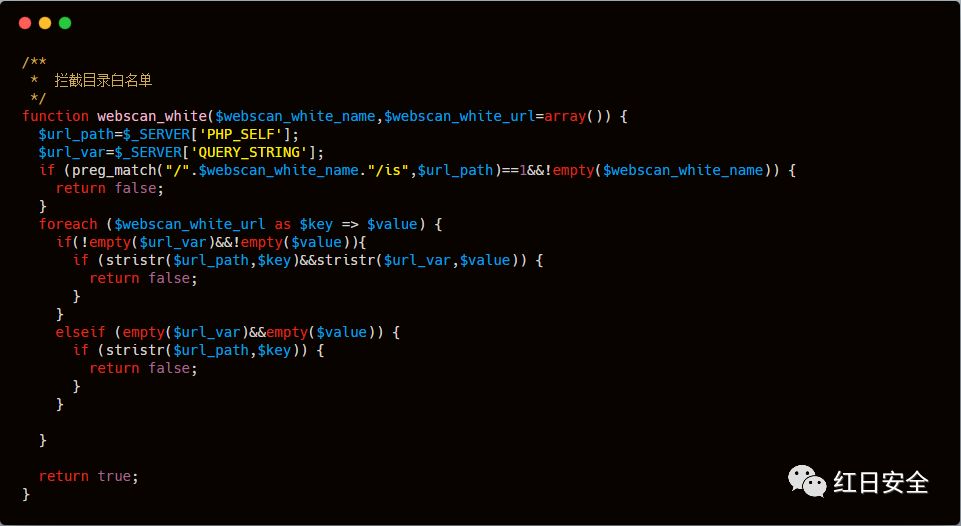 /**
 *  拦截目录白名单
 */
function webscan_white($webscan_white_name,$webscan_white_url=array()) {
  $url_path=$_SERVER['PHP_SELF'];
  $url_var=$_SERVER['QUERY_STRING'];
  if (preg_match("/".$webscan_white_name."/is",$url_path)==1&&!empty($webscan_white_name)) {
    return false;
  }
  foreach ($webscan_white_url as $key => $value) {
    if(!empty($url_var)&&!empty($value)){
      if (stristr($url_path,$key)&&stristr($url_var,$value)) {
        return false;
      }
    }
    elseif (empty($url_var)&&empty($value)) {
      if (stristr($url_path,$key)) {
        return false;
      }
    }
  }
  return true;
}
红日安全